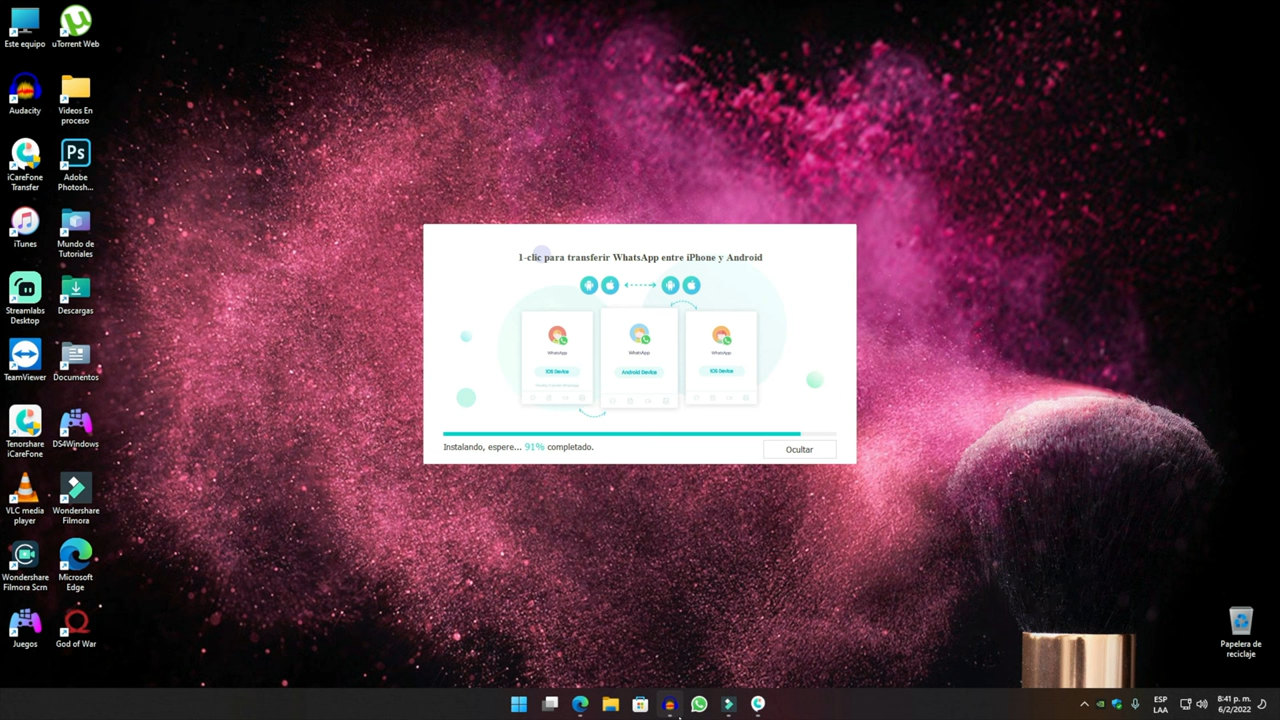 Este equipo
uTorrent Web
Audacity
Videos En
proceso
iCareFone
Transfer
Ps
Adobe
Photosh...
iTunes
Mundo de
Tutoriales
Streamlabs
Desktop
Descargas
TeamViewer
Documentos
Tenorshare
iCareFone
DS4Windows
VLC media
player
Wondershare
Filmora
Wondershare
Filmora Scrn
Microsoft
Edge
Juegos
God of War
1-clic para transferir WhatsApp entre iPhone y Android
WhatsApp
WhatsApp
WhatsApp
iOS Device
Android Device
iOS Device
Instalando, espere... 91% completado.
Ocultar
Papelera de
reciclaje
ESP
LAA
8:41 p. m.
6/2/2022